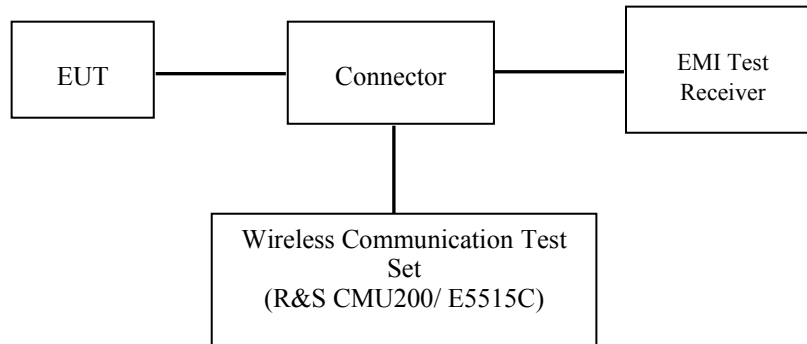 EUT
Connector
EMI Test
Receiver
Wireless Communication Test
Set
(R&S CMU200/ E5515C)